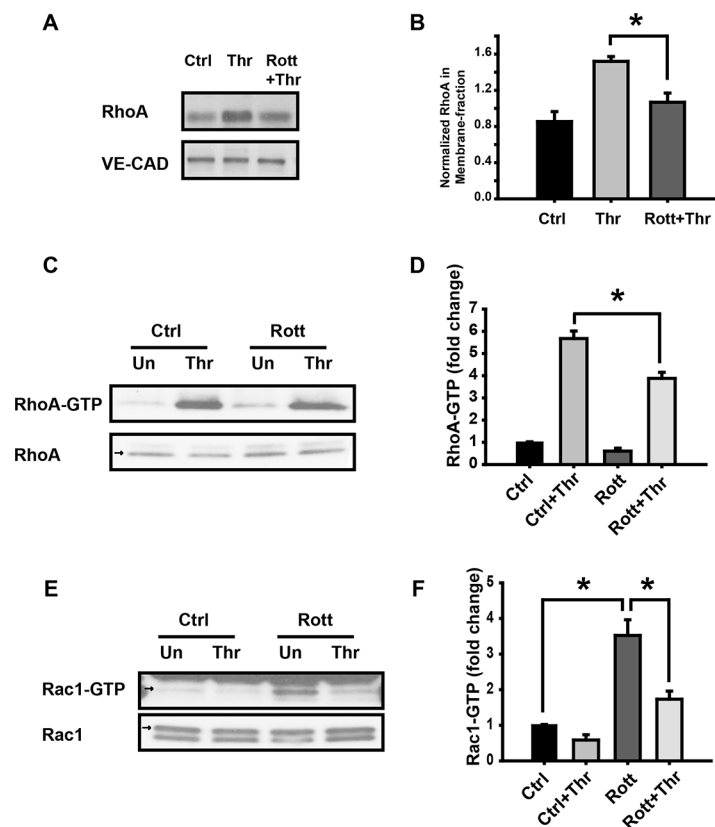 A
Ctrl Thr Rott
+Thr
RhoA
VE-CAD
B
Normalized RhoA in
Membrane-fraction
1.6
1.2
0.8
0.4
0.0
*
Ctrl Thr Rott+Thr
C
Ctrl Rott
Un Thr Un Thr
RhoA-GTP
RhoA
→
D
RhoA-GTP (fold change)
7
6
5
4
3
2
1
0
*
Ctrl
Ctrl+Thr
Rott
Rott+Thr
E
Ctrl Rott
Un Thr Un Thr
Rac1-GTP
→
Rac1
→
F
Rac1-GTP (fold change)
5
4
3
2
1
0
* *
Ctrl
Ctrl+Thr
Rott
Rott+Thr